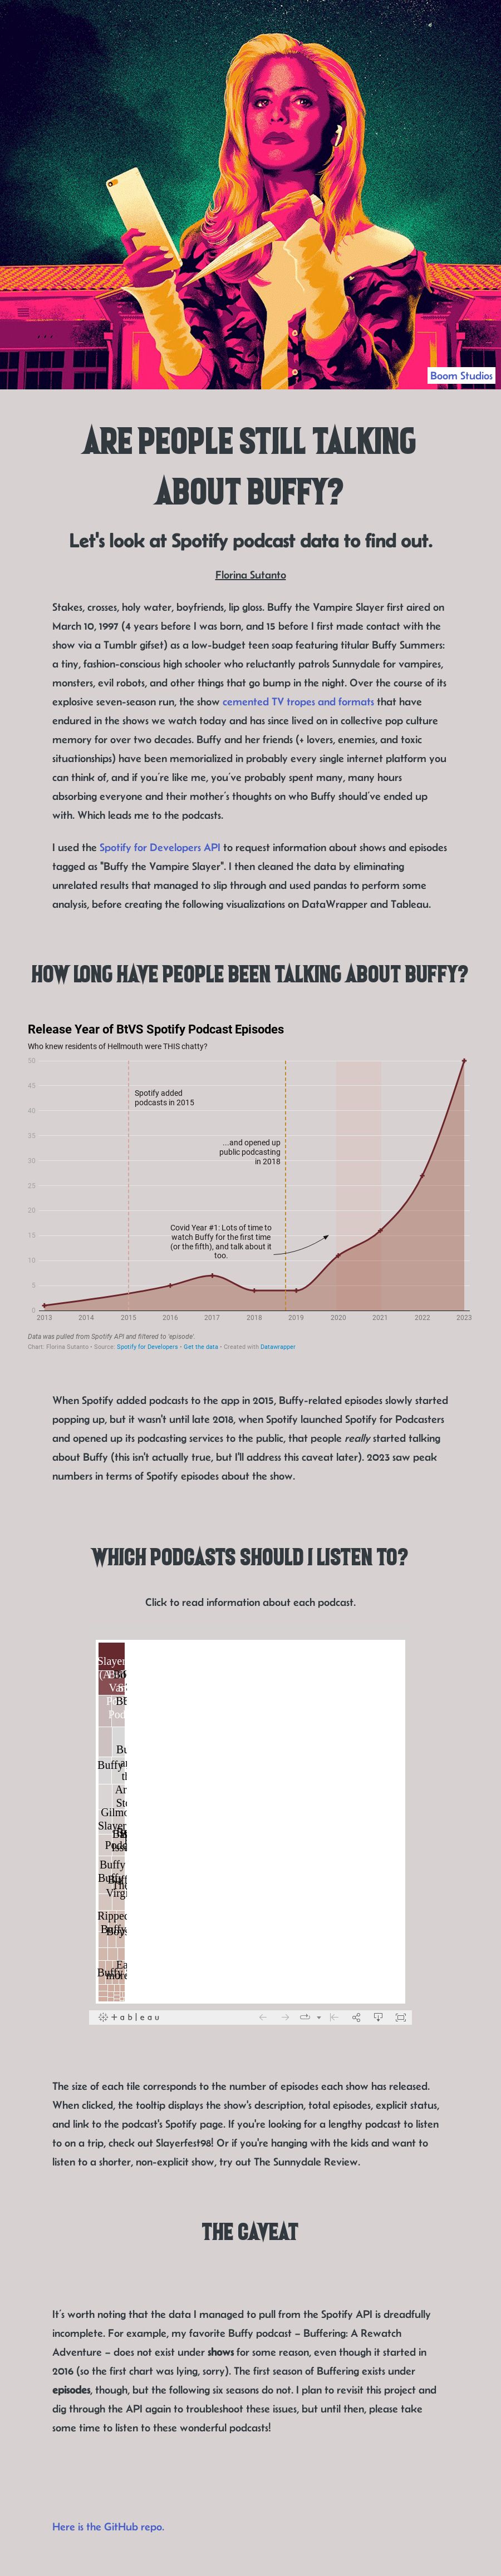 Boom Studios
ARE PEOPLE STILL TALKING
ABOUT BUFFY?
Let's look at Spotify podcast data to find out.
Florina Sutanto
Stakes, crosses, holy water, boyfriends, lip gloss. Buffy the Vampire Slayer first aired on
March 10, 1997 (4 years before I was born, and 15 before I first made contact with the
show via a Tumblr gifset) as a low-budget teen soap featuring titular Buffy Summers:
a tiny, fashion-conscious high schooler who reluctantly patrols Sunnydale for vampires,
monsters, evil robots, and other things that go bump in the night. Over the course of its
explosive seven-season run, the show cemented TV tropes and formats that have
endured in the shows we watch today and has since lived on in collective pop culture
memory for over two decades. Buffy and her friends (+ lovers, enemies, and toxic
situationships) have been memorialized in probably every single internet platform you
can think of, and if you're like me, you've probably spent many, many hours
absorbing everyone and their mother's thoughts on who Buffy should've ended up
with. Which leads me to the podcasts.
I used the Spotify for Developers API to request information about shows and episodes
tagged as "Buffy the Vampire Slayer". I then cleaned the data by eliminating
unrelated results that managed to slip through and used pandas to perform some
analysis, before creating the following visualizations on DataWrapper and Tableau.
HOW LONG HAVE PEOPLE BEEN TALKING ABOUT BUFFY?
Release Year of BtVS Spotify Podcast Episodes
Who knew residents of Hellmouth were THIS chatty?
50
45
40
35
30
25
20
15
10
5
0
Spotify added
podcasts in 2015
...and opened up
public podcasting
in 2018
Covid Year #1: Lots of time to
watch Buffy for the first time
(or the fifth), and talk about it
too.
2013 2014 2015 2016 2017 2018 2019 2020 2021 2022 2023
Data was pulled from Spotify API and filtered to 'episode'.
Chart: Florina Sutanto • Source: Spotify for Developers • Get the data • Created with Datawrapper
When Spotify added podcasts to the app in 2015, Buffy-related episodes slowly started
popping up, but it wasn't until late 2018, when Spotify launched Spotify for Podcasters
and opened up its podcasting services to the public, that people really started talking
about Buffy (this isn't actually true, but I'll address this caveat later). 2023 saw peak
numbers in terms of Spotify episodes about the show.
WHICH PODCASTS SHOULD I LISTEN TO?
Click to read information about each podcast.
Slayer
Buffy
Gilmo
Slayer
Buffy
Virgi
Ripped
Buffy
+ableau
The size of each tile corresponds to the number of episodes each show has released.
When clicked, the tooltip displays the show's description, total episodes, explicit status,
and link to the podcast's Spotify page. If you're looking for a lengthy podcast to listen
to on a trip, check out Slayerfest98! Or if you're hanging with the kids and want to
listen to a shorter, non-explicit show, try out The Sunnydale Review.
THE CAVEAT
It's worth noting that the data I managed to pull from the Spotify API is dreadfully
incomplete. For example, my favorite Buffy podcast – Buffering: A Rewatch
Adventure – does not exist under shows for some reason, even though it started in
2016 (so the first chart was lying, sorry). The first season of Buffering exists under
episodes, though, but the following six seasons do not. I plan to revisit this project and
dig through the API again to troubleshoot these issues, but until then, please take
some time to listen to these wonderful podcasts!
Here is the GitHub repo.